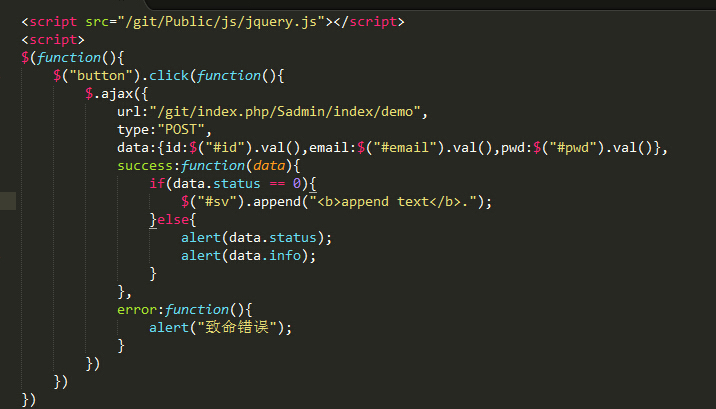 <script src="/git/Public/js/jquery.js"></script>
<script>
$(function(){
    $("button").click(function(){
        $.ajax({
            url:"/git/index.php/Sadmin/index/demo",
            type:"POST",
            data:{id:$("#id").val(),email:$("#email").val(),pwd:$("#pwd").val()},
            success:function(data){
                if(data.status == 0){
                    $("#sv").append("<b>append text</b>.");
                }else{
                    alert(data.status);
                    alert(data.info);
                }
            },
            error:function(){
                alert("致命错误");
            }
        })
    })
})